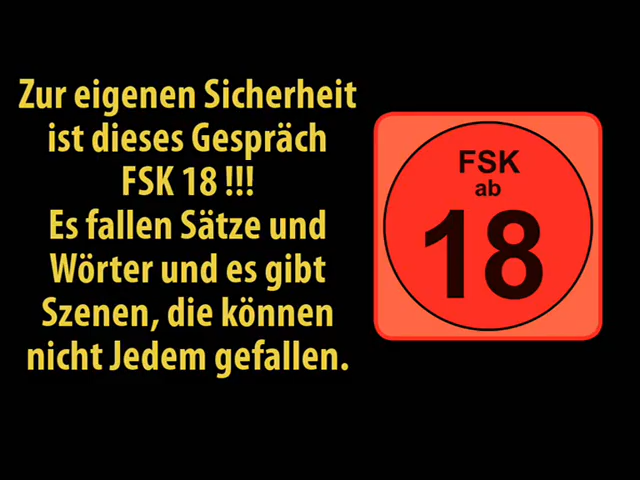 Zur eigenen Sicherheit
ist dieses Gespräch
FSK 18 !!!
Es fallen Sätze und
Wörter und es gibt
Szenen, die können
nicht Jedem gefallen.
FSK
ab
18